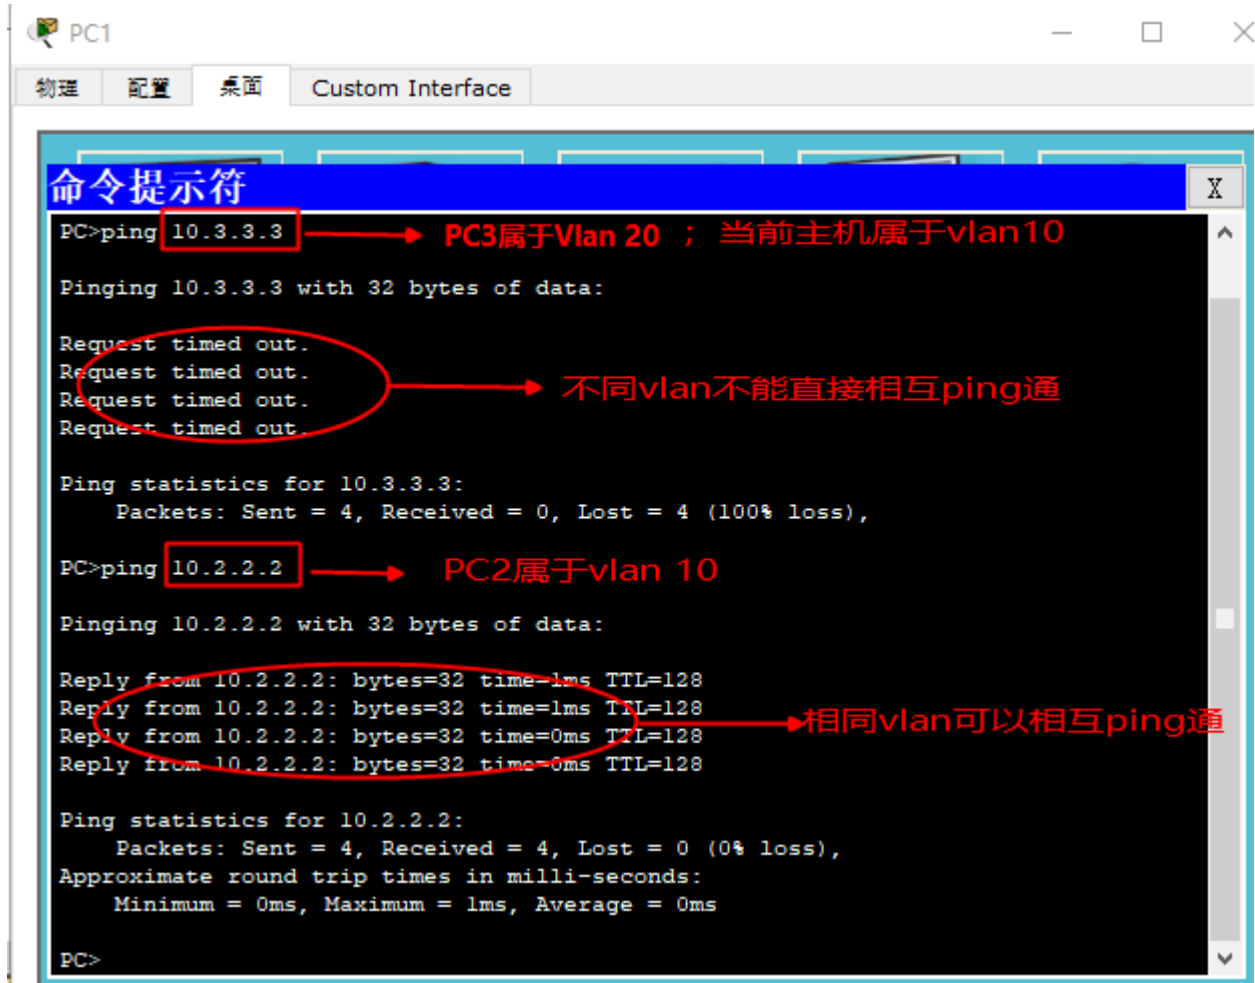 PC1
物理 配置 桌面 Custom Interface
命令提示符 X
PC>ping 10.3.3.3 PC3属于Vlan 20 ； 当前主机属于vlan10
Pinging 10.3.3.3 with 32 bytes of data:
Request timed out.
Request timed out.
不同vlan不能直接相互ping通
Request timed out.
Request timed out.
Ping statistics for 10.3.3.3:
Packets: Sent = 4, Received = 0, Lost = 4 (100% loss),
PC>ping 10.2.2.2 PC2属于vlan 10
Pinging 10.2.2.2 with 32 bytes of data:
Reply from 10.2.2.2: bytes=32 time=1ms TTL=128
Reply from 10.2.2.2: bytes=32 time=1ms TTL=128
相同vlan可以相互ping通
Reply from 10.2.2.2: bytes=32 time=0ms TTL=128
Reply from 10.2.2.2: bytes=32 time=0ms TTL=128
Ping statistics for 10.2.2.2:
Packets: Sent = 4, Received = 4, Lost = 0 (0% loss),
Approximate round trip times in milli-seconds:
Minimum = 0ms, Maximum = 1ms, Average = 0ms
PC>